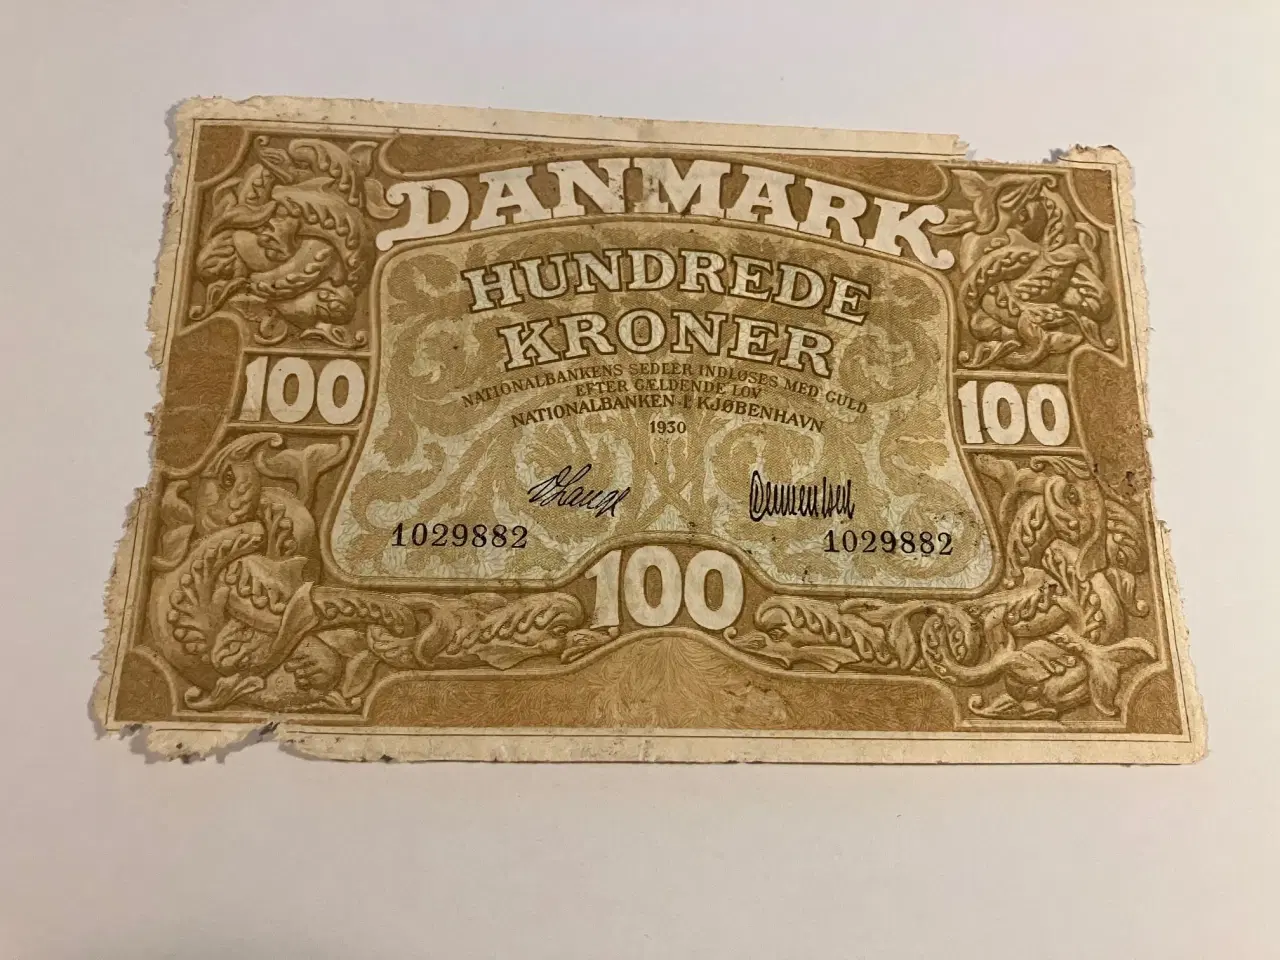 DANMARK
HUNDREDE
KRONER
NATIONALBANKENS SEDLER INDLØSES MED GULD
EFTER GÆLDENDE LOV
NATIONALBANKEN I KJØBENHAVN
1930
100 100
V Lange
1029882 1029882
100